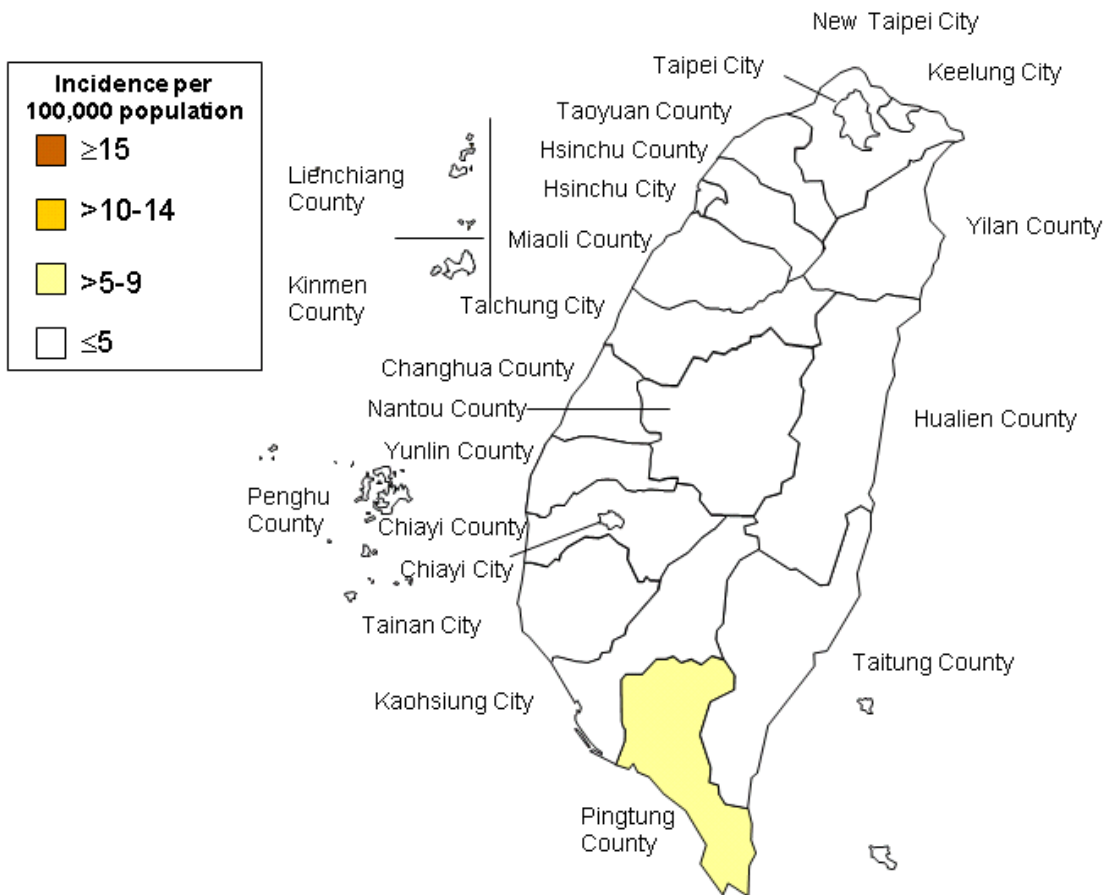 Incidence per
100,000 population
≥15
>10-14
>5-9
≤5
New Taipei City
Taipei City
Keelung City
Taoyuan County
Hsinchu County
Hsinchu City
Lienchiang
County
Miaoli County
Yilan County
Kinmen
County
Taichung City
Changhua County
Nantou County
Hualien County
Yunlin County
Penghu
County
Chiayi County
Chiayi City
Tainan City
Taitung County
Kaohsiung City
Pingtung
County